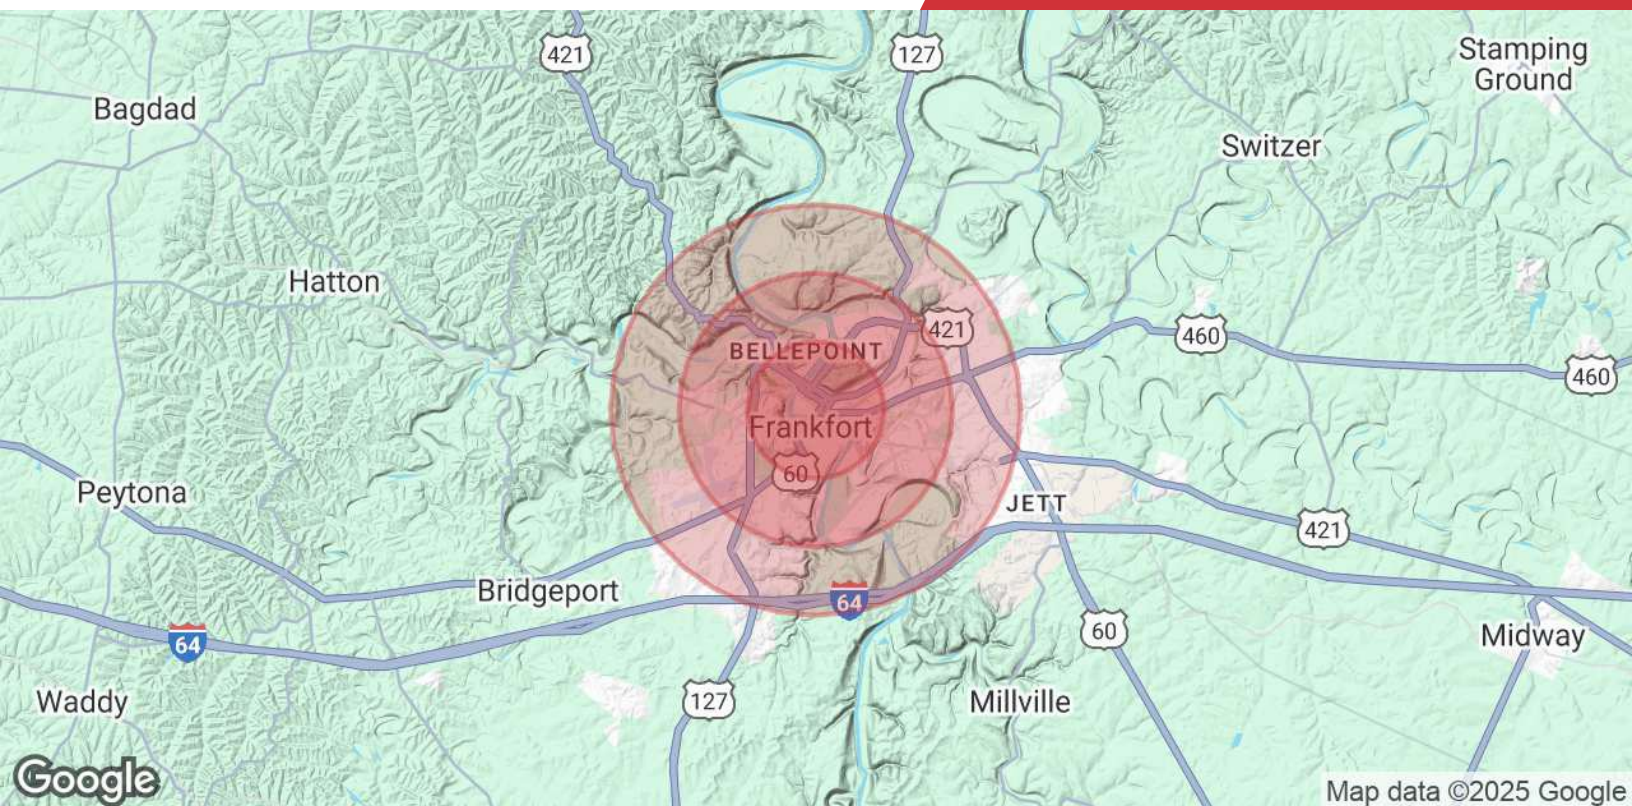 421
127
Stamping
Ground
Bagdad
Switzer
Hatton
421
460
BELLEPOINT
460
Frankfort
60
Peytona
JETT
421
Bridgeport
64
64
60
Midway
Waddy
127
Millville
Google
Map data ©2025 Google